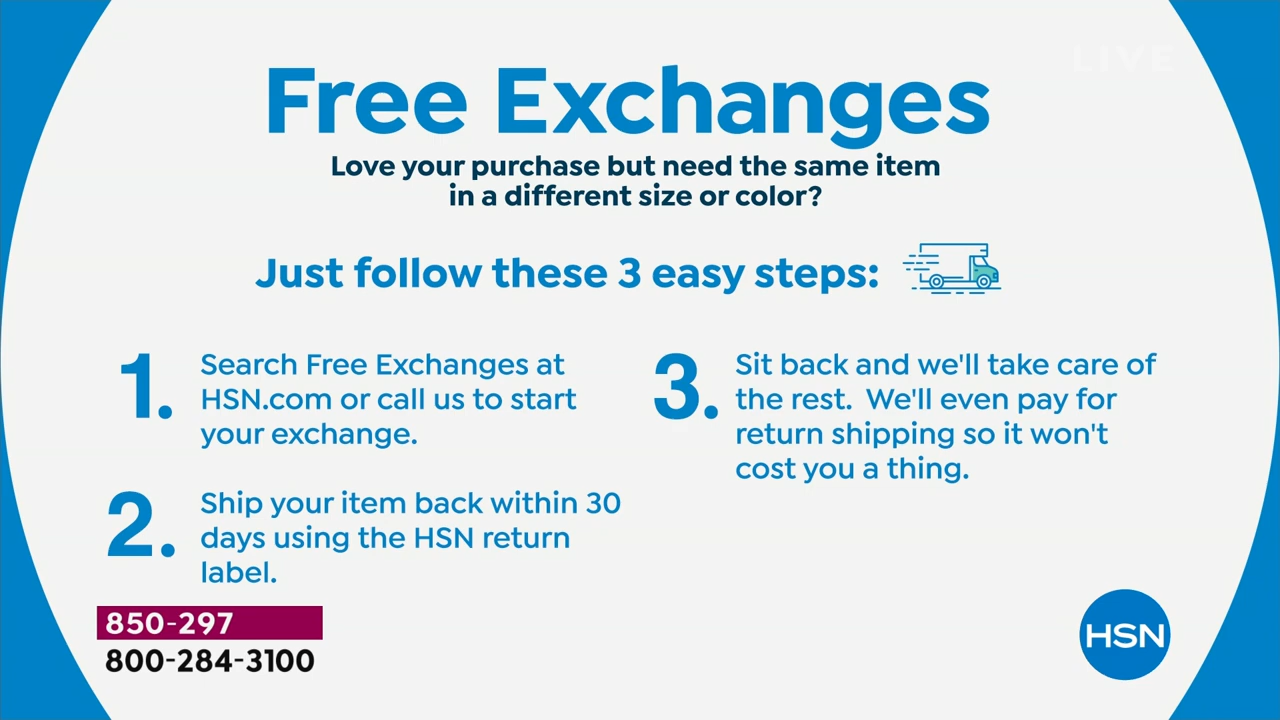 LIVE
Free Exchanges
Love your purchase but need the same item
in a different size or color?
Just follow these 3 easy steps:
1. Search Free Exchanges at
HSN.com or call us to start
your exchange.
2. Ship your item back within 30
days using the HSN return
label.
3. Sit back and we'll take care of
the rest.  We'll even pay for
return shipping so it won't
cost you a thing.
850-297
800-284-3100
HSN